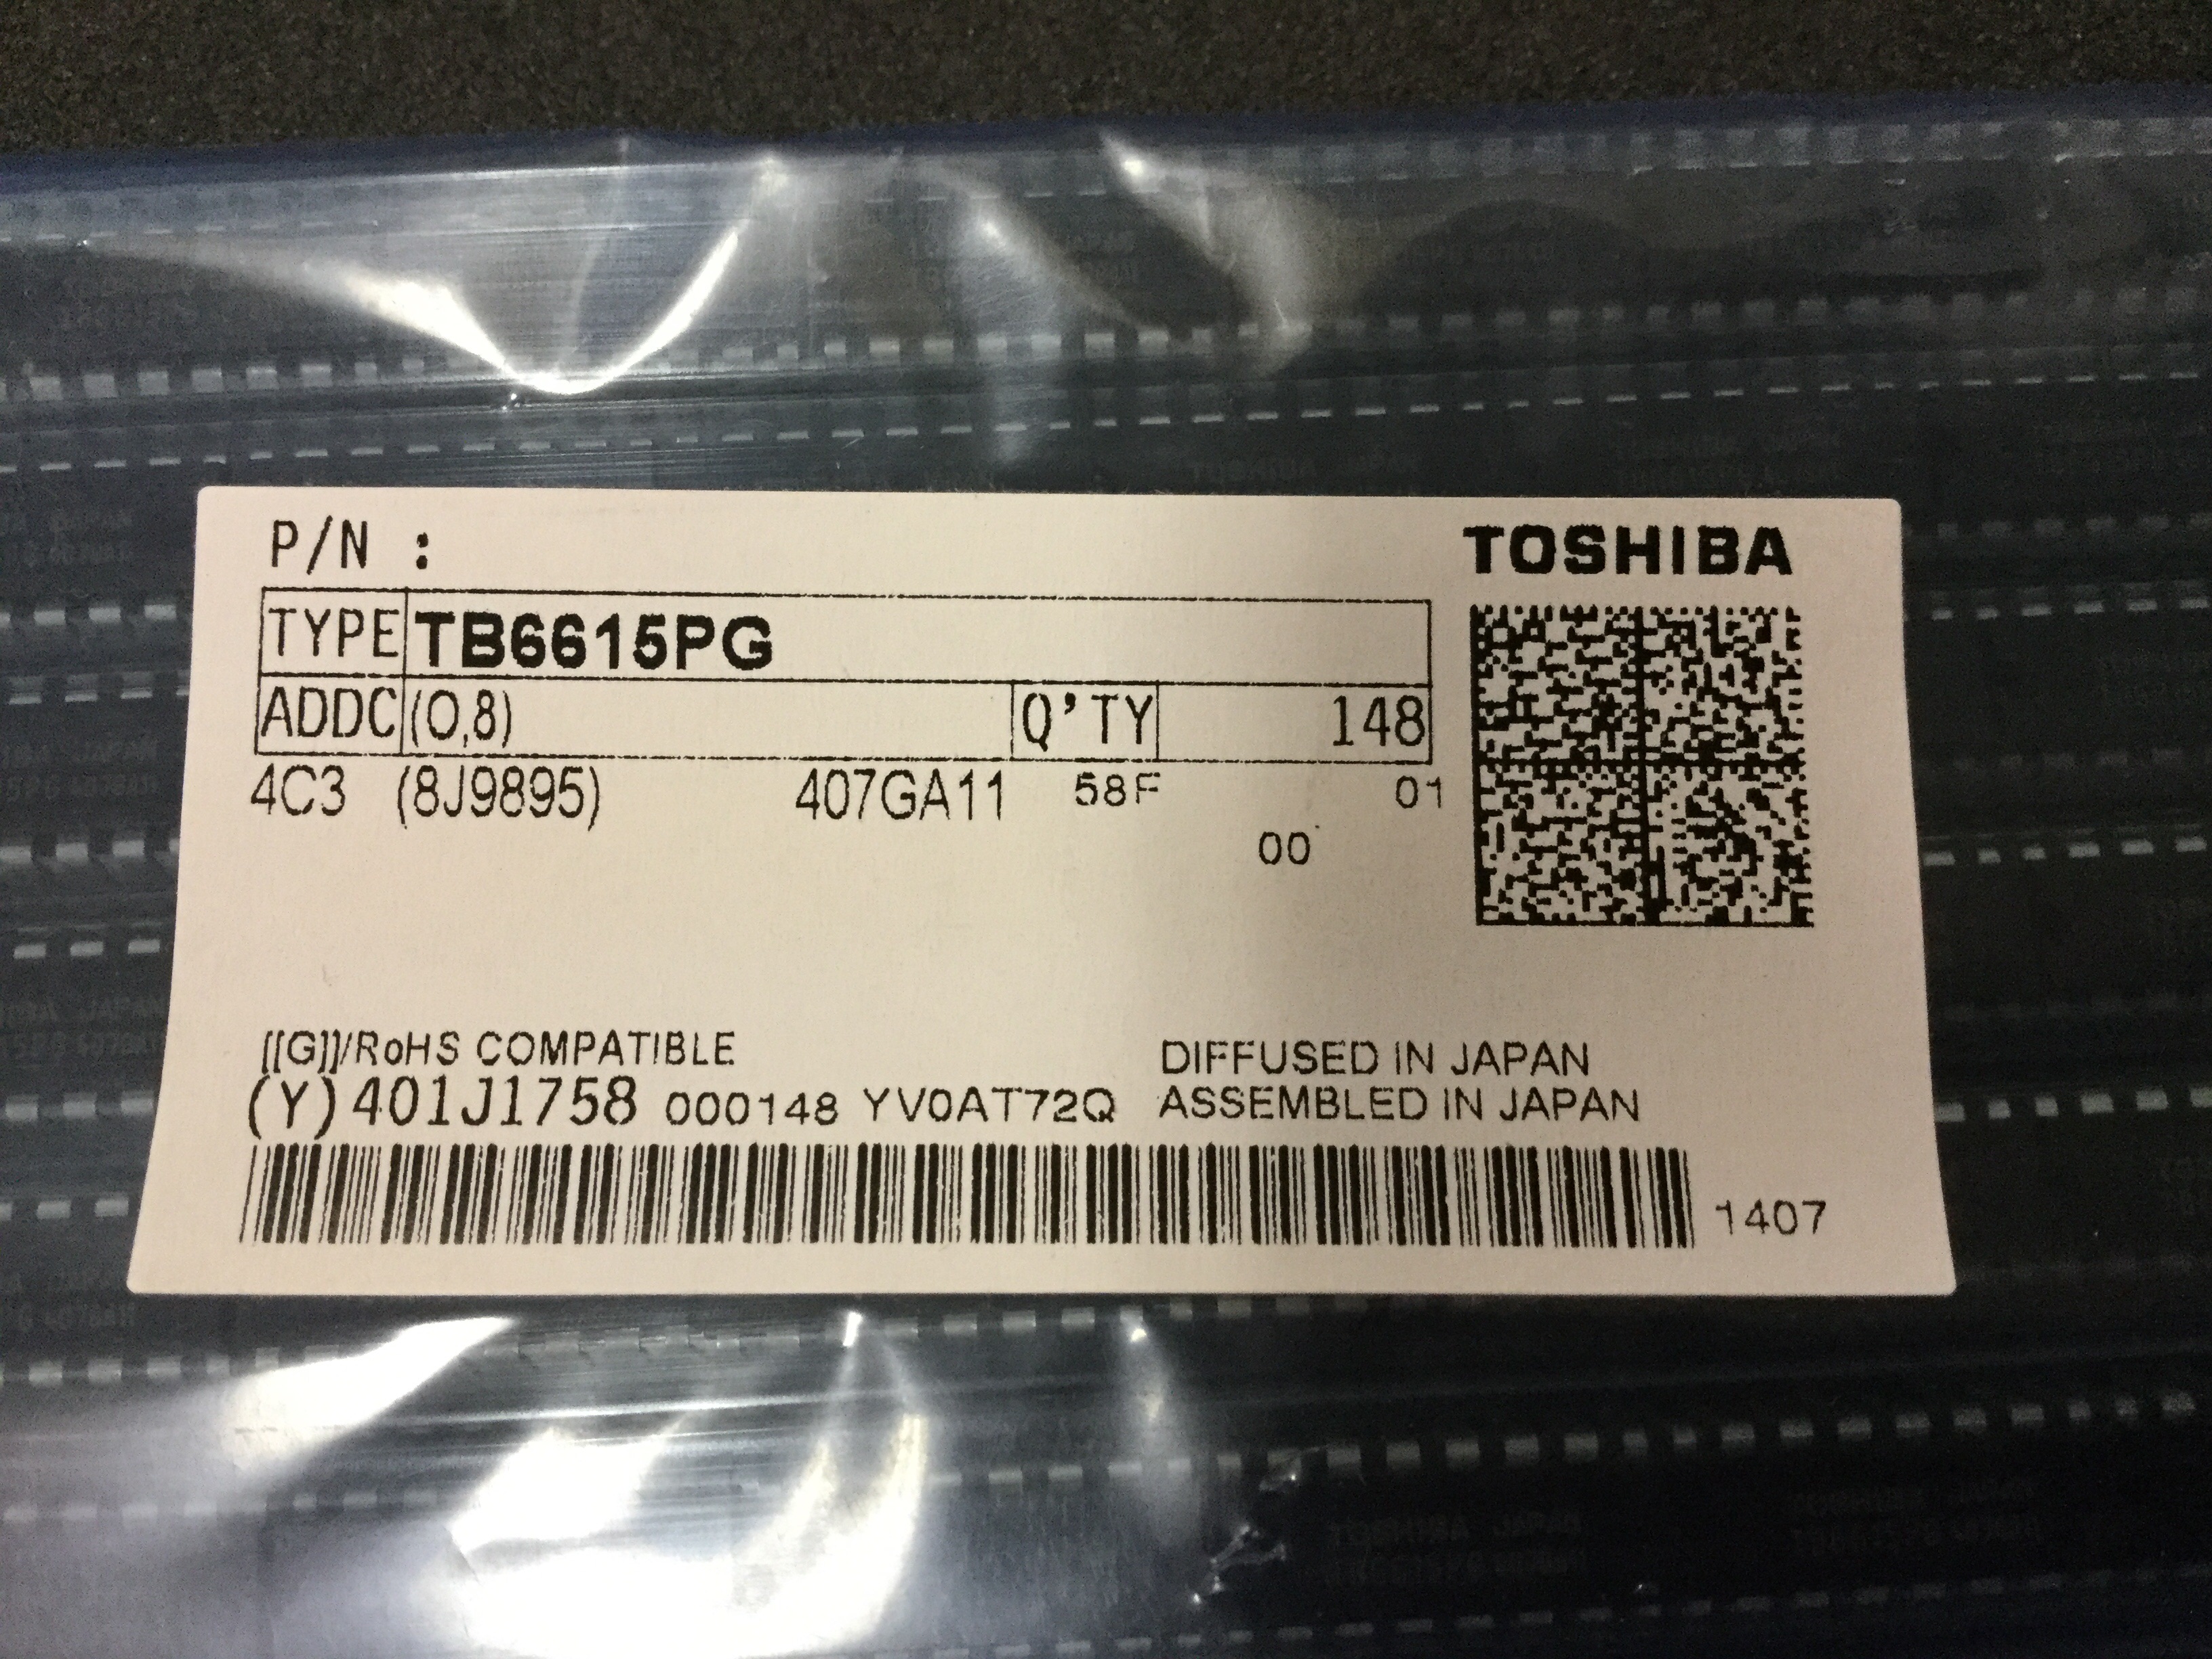 P/N :
TOSHIBA
TYPE TB6615PG
ADDC (O,8) Q'TY 148
4C3 (8J9895) 407GA11 58F 01
00
[[G]]/RoHS COMPATIBLE
DIFFUSED IN JAPAN
(Y) 401J1758 000148 YV0AT72Q
ASSEMBLED IN JAPAN
1407